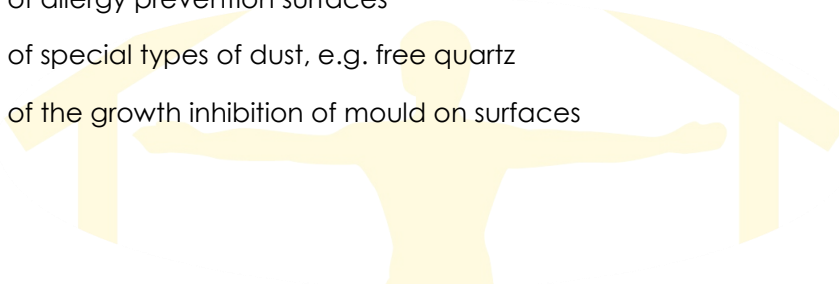 of allergy prevention surfaces
of special types of dust, e.g. free quartz
of the growth inhibition of mould on surfaces